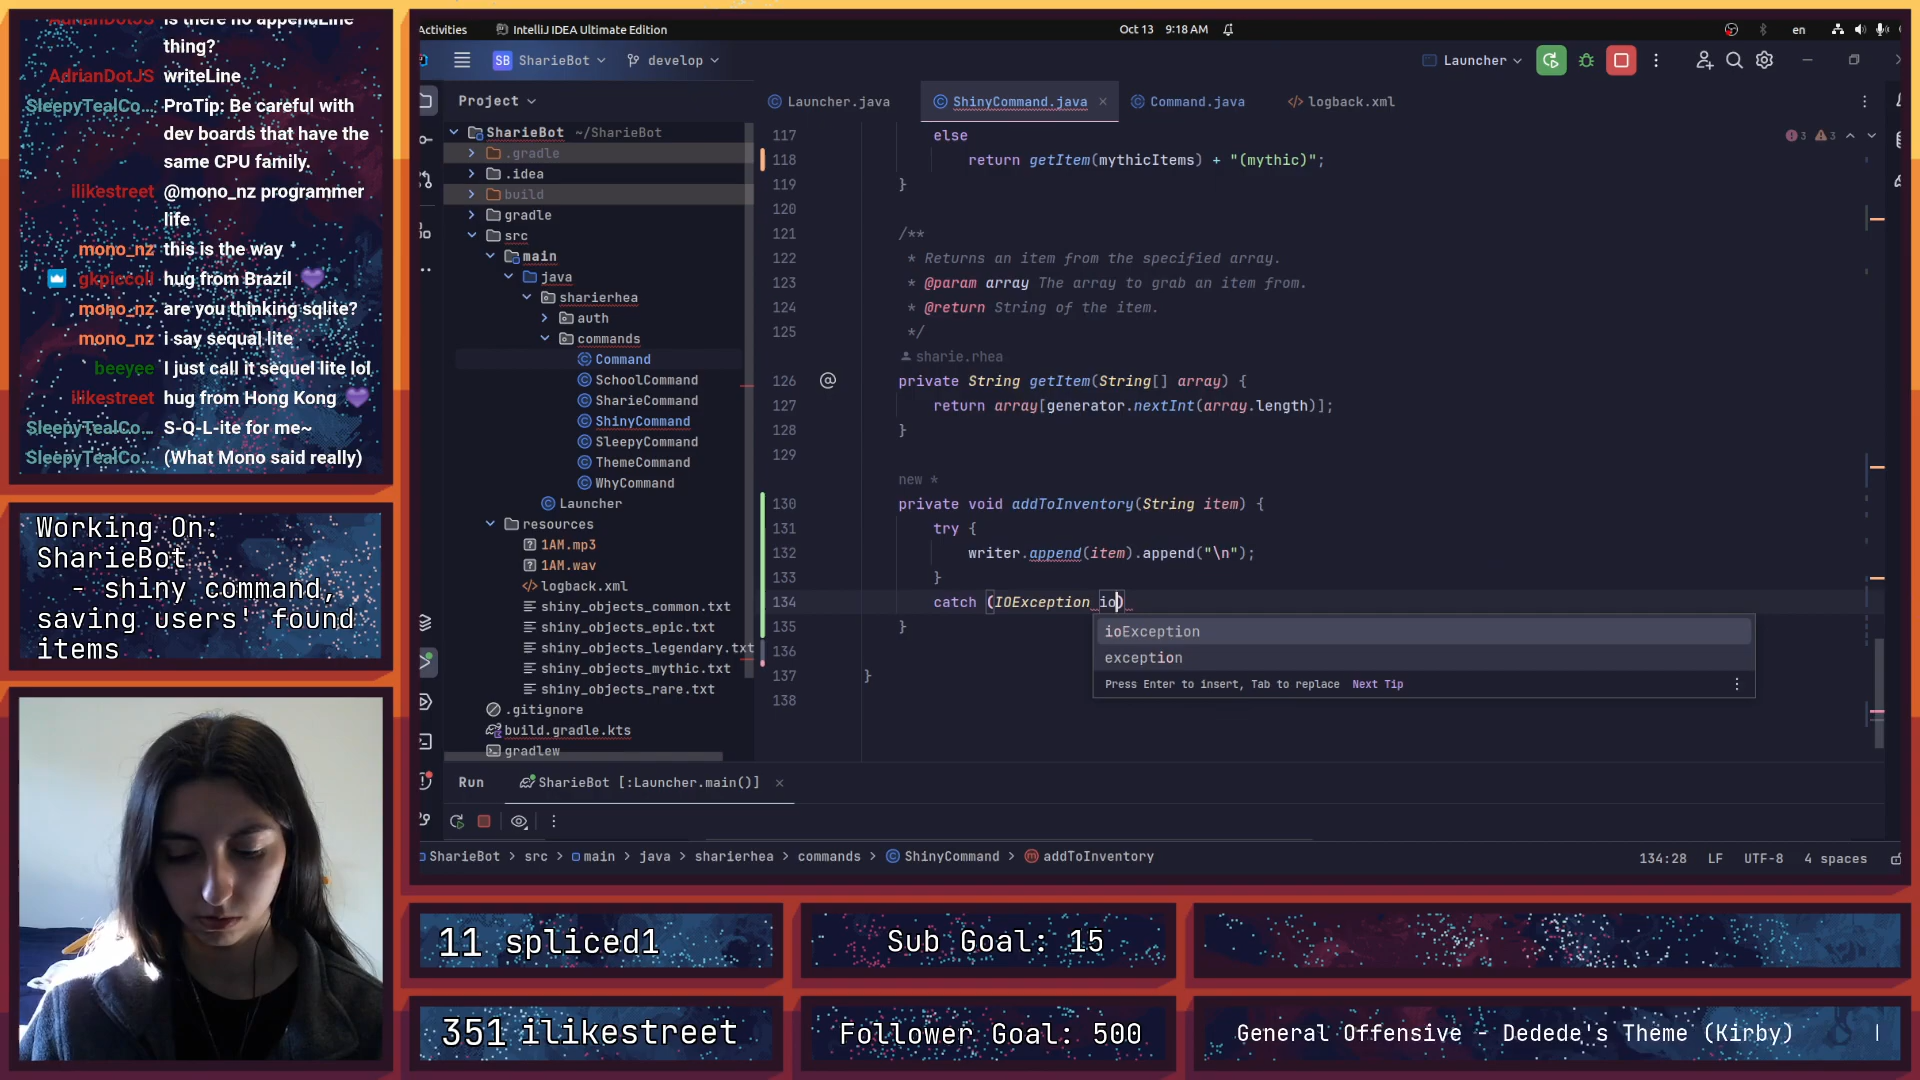 AdrianDotJS is there no appendLine
thing?
AdrianDotJS writeLine
SleepyTealCo... ProTip: Be careful with
dev boards that have the
same CPU family.
ilikestreet @mono_nz programmer
life
mono_nz this is the way
gkpiccoli hug from Brazil 💜
mono_nz are you thinking sqlite?
mono_nz i say sequal lite
beeyee I just call it sequel lite lol
ilikestreet hug from Hong Kong 💜
SleepyTealCo... S-Q-L-ite for me~
SleepyTealCo... (What Mono said really)
Working On:
SharieBot
- shiny command,
saving users' found
items
Activities IntelliJ IDEA Ultimate Edition Oct 13 9:18 AM en
SB SharieBot develop Launcher
Project
Launcher.java ShinyCommand.java Command.java logback.xml
SharieBot ~/SharieBot
.gradle
.idea
build
gradle
src
main
java
sharierhea
auth
commands
Command
SchoolCommand
SharieCommand
ShinyCommand
SleepyCommand
ThemeCommand
WhyCommand
Launcher
resources
1AM.mp3
1AM.wav
logback.xml
shiny_objects_common.txt
shiny_objects_epic.txt
shiny_objects_legendary.txt
shiny_objects_mythic.txt
shiny_objects_rare.txt
.gitignore
build.gradle.kts
gradlew
3 3
117 else
118 return getItem(mythicItems) + "(mythic)";
119 }
120
121 /**
122 * Returns an item from the specified array.
123 * @param array The array to grab an item from.
124 * @return String of the item.
125 */
sharie.rhea
126 private String getItem(String[] array) {
127 return array[generator.nextInt(array.length)];
128 }
129
new *
130 private void addToInventory(String item) {
131 try {
132 writer.append(item).append("\n");
133 }
134 catch (IOException io)
135 }
136
137 }
138
ioException
exception
Press Enter to insert, Tab to replace Next Tip
Run SharieBot [:Launcher.main()]
SharieBot > src > main > java > sharierhea > commands > ShinyCommand > addToInventory 134:28 LF UTF-8 4 spaces
11 spliced1
Sub Goal: 15
351 ilikestreet
Follower Goal: 500
General Offensive - Dedede's Theme (Kirby) |